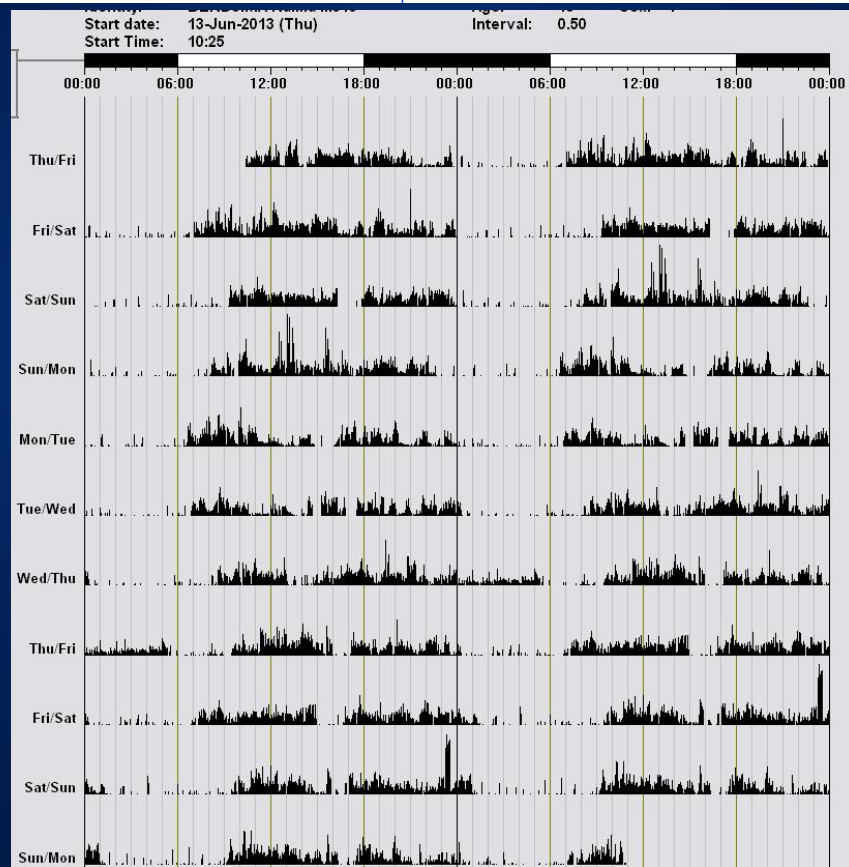 Start date: 13-Jun-2013 (Thu) Interval: 0.50
Start Time: 10:25
00:00 06:00 12:00 18:00 00:00 06:00 12:00 18:00 00:00
Thu/Fri
Fri/Sat
Sat/Sun
Sun/Mon
Mon/Tue
Tue/Wed
Wed/Thu
Thu/Fri
Fri/Sat
Sat/Sun
Sun/Mon